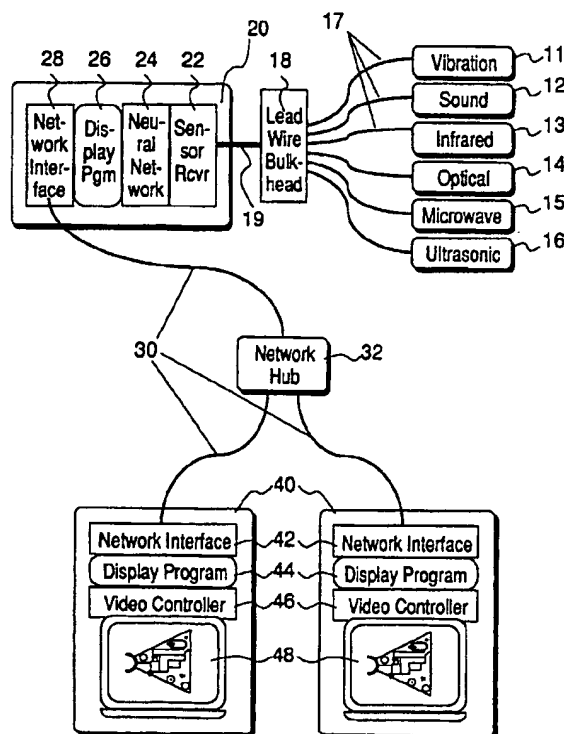 20
28 26 24 22
Net-
work
Inter-
face
Dis-
play
Pgm
Neu-
ral
Net-
work
Sen-
sor
Rcvr
19
18
Lead
Wire
Bulk-
head
17
Vibration 11
Sound 12
Infrared 13
Optical 14
Microwave 15
Ultrasonic 16
30
Network
Hub
32
40
Network Interface 42 Network Interface
Display Program 44 Display Program
Video Controller 46 Video Controller
48